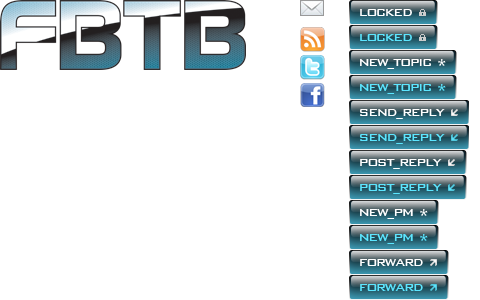 FBTB
LOCKED
LOCKED
NEW_TOPIC *
NEW_TOPIC *
SEND_REPLY
SEND_REPLY
POST_REPLY
POST_REPLY
NEW_PM *
NEW_PM *
FORWARD
FORWARD